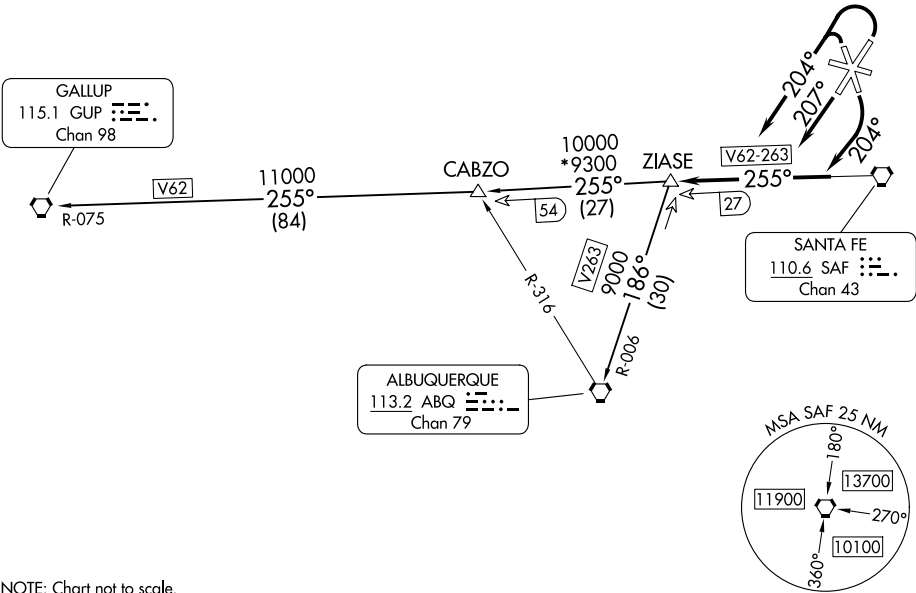 GALLUP
115.1 GUP
Chan 98
R-075
V62
11000
255°
(84)
CABZO
54
10000
*9300
255°
(27)
ZIASE
27
V62-263
255°
204°
207°
204°
SANTA FE
110.6 SAF
Chan 43
V263
9000
186°
(30)
R-316
R-006
ALBUQUERQUE
113.2 ABQ
Chan 79
MSA SAF 25 NM
180°
13700
11900
270°
10100
360°
NOTE: Chart not to scale.